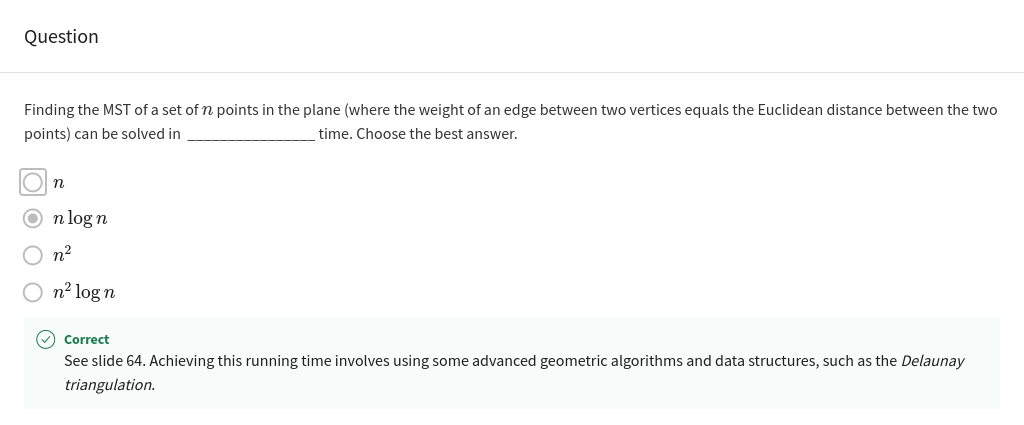 Question
Finding the MST of a set of n points in the plane (where the weight of an edge between two vertices equals the Euclidean distance between the two
points) can be solved in ________________ time. Choose the best answer.
n
n log n
n²
n² log n
Correct
See slide 64. Achieving this running time involves using some advanced geometric algorithms and data structures, such as the Delaunay
triangulation.